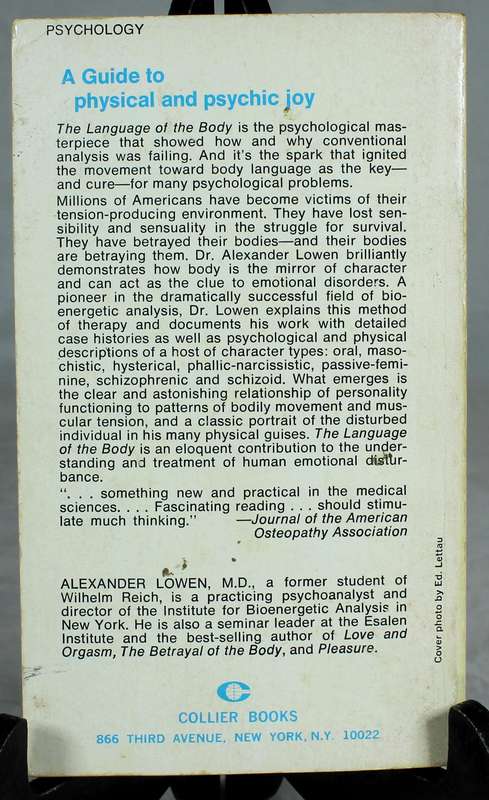 PSYCHOLOGY
A Guide to
physical and psychic joy
The Language of the Body is the psychological mas-
terpiece that showed how and why conventional
analysis was failing. And it's the spark that ignited
the movement toward body language as the key—
and cure—for many psychological problems.
Millions of Americans have become victims of their
tension-producing environment. They have lost sen-
sibility and sensuality in the struggle for survival.
They have betrayed their bodies—and their bodies
are betraying them. Dr. Alexander Lowen brilliantly
demonstrates how body is the mirror of character
and can act as the clue to emotional disorders. A
pioneer in the dramatically successful field of bio-
energetic analysis, Dr. Lowen explains this method
of therapy and documents his work with detailed
case histories as well as psychological and physical
descriptions of a host of character types: oral, maso-
chistic, hysterical, phallic-narcissistic, passive-femi-
nine, schizophrenic and schizoid. What emerges is
the clear and astonishing relationship of personality
functioning to patterns of bodily movement and mus-
cular tension, and a classic portrait of the disturbed
individual in his many physical guises. The Language
of the Body is an eloquent contribution to the under-
standing and treatment of human emotional distur-
bance.
". . . something new and practical in the medical
sciences. . . . Fascinating reading . . . should stimu-
late much thinking." —Journal of the American
Osteopathy Association
ALEXANDER LOWEN, M.D., a former student of
Wilhelm Reich, is a practicing psychoanalyst and
director of the Institute for Bioenergetic Analysis in
New York. He is also a seminar leader at the Esalen
Institute and the best-selling author of Love and
Orgasm, The Betrayal of the Body, and Pleasure.
Cover photo by Ed. Lettau
COLLIER BOOKS
866 THIRD AVENUE, NEW YORK, N.Y. 10022